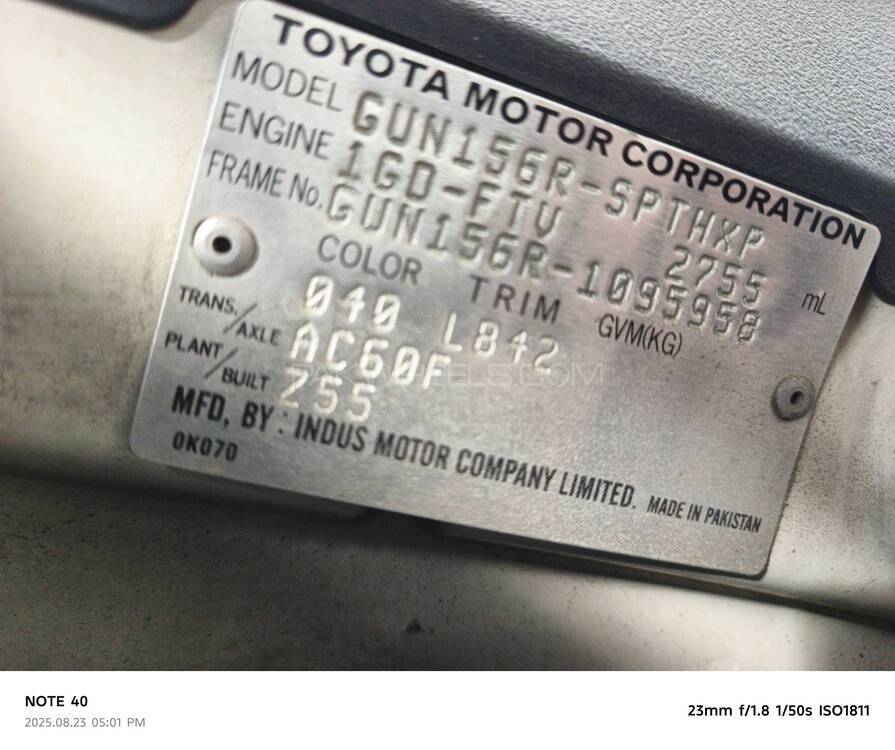 TOYOTA MOTOR CORPORATION
MODEL GUN156R-SPTHXP
ENGINE 1GD-FTV 2755 mL
FRAME No. GUN156R-1095958
COLOR TRIM GVM(KG)
040 L842
TRANS./AXLE AC60F
PLANT/BUILT Z55
MFD, BY : INDUS MOTOR COMPANY LIMITED. MADE IN PAKISTAN
0K070
PAKWHEELS.COM
NOTE 40
2025.08.23 05:01 PM
23mm f/1.8 1/50s ISO1811